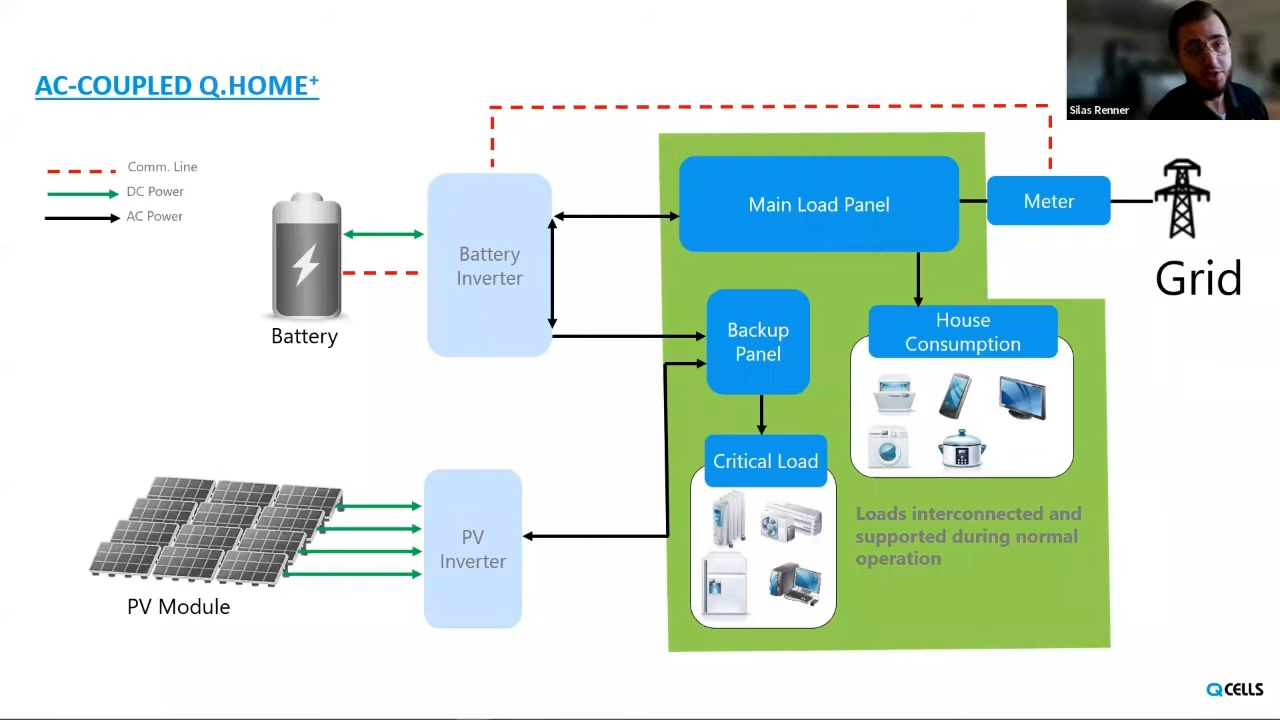 AC-COUPLED Q.HOME+
Silas Renner
Comm. Line
DC Power
AC Power
Battery
Battery
Inverter
Main Load Panel
Meter
Grid
Backup
Panel
House
Consumption
Critical Load
Loads interconnected and
supported during normal
operation
PV Module
PV
Inverter
QCELLS